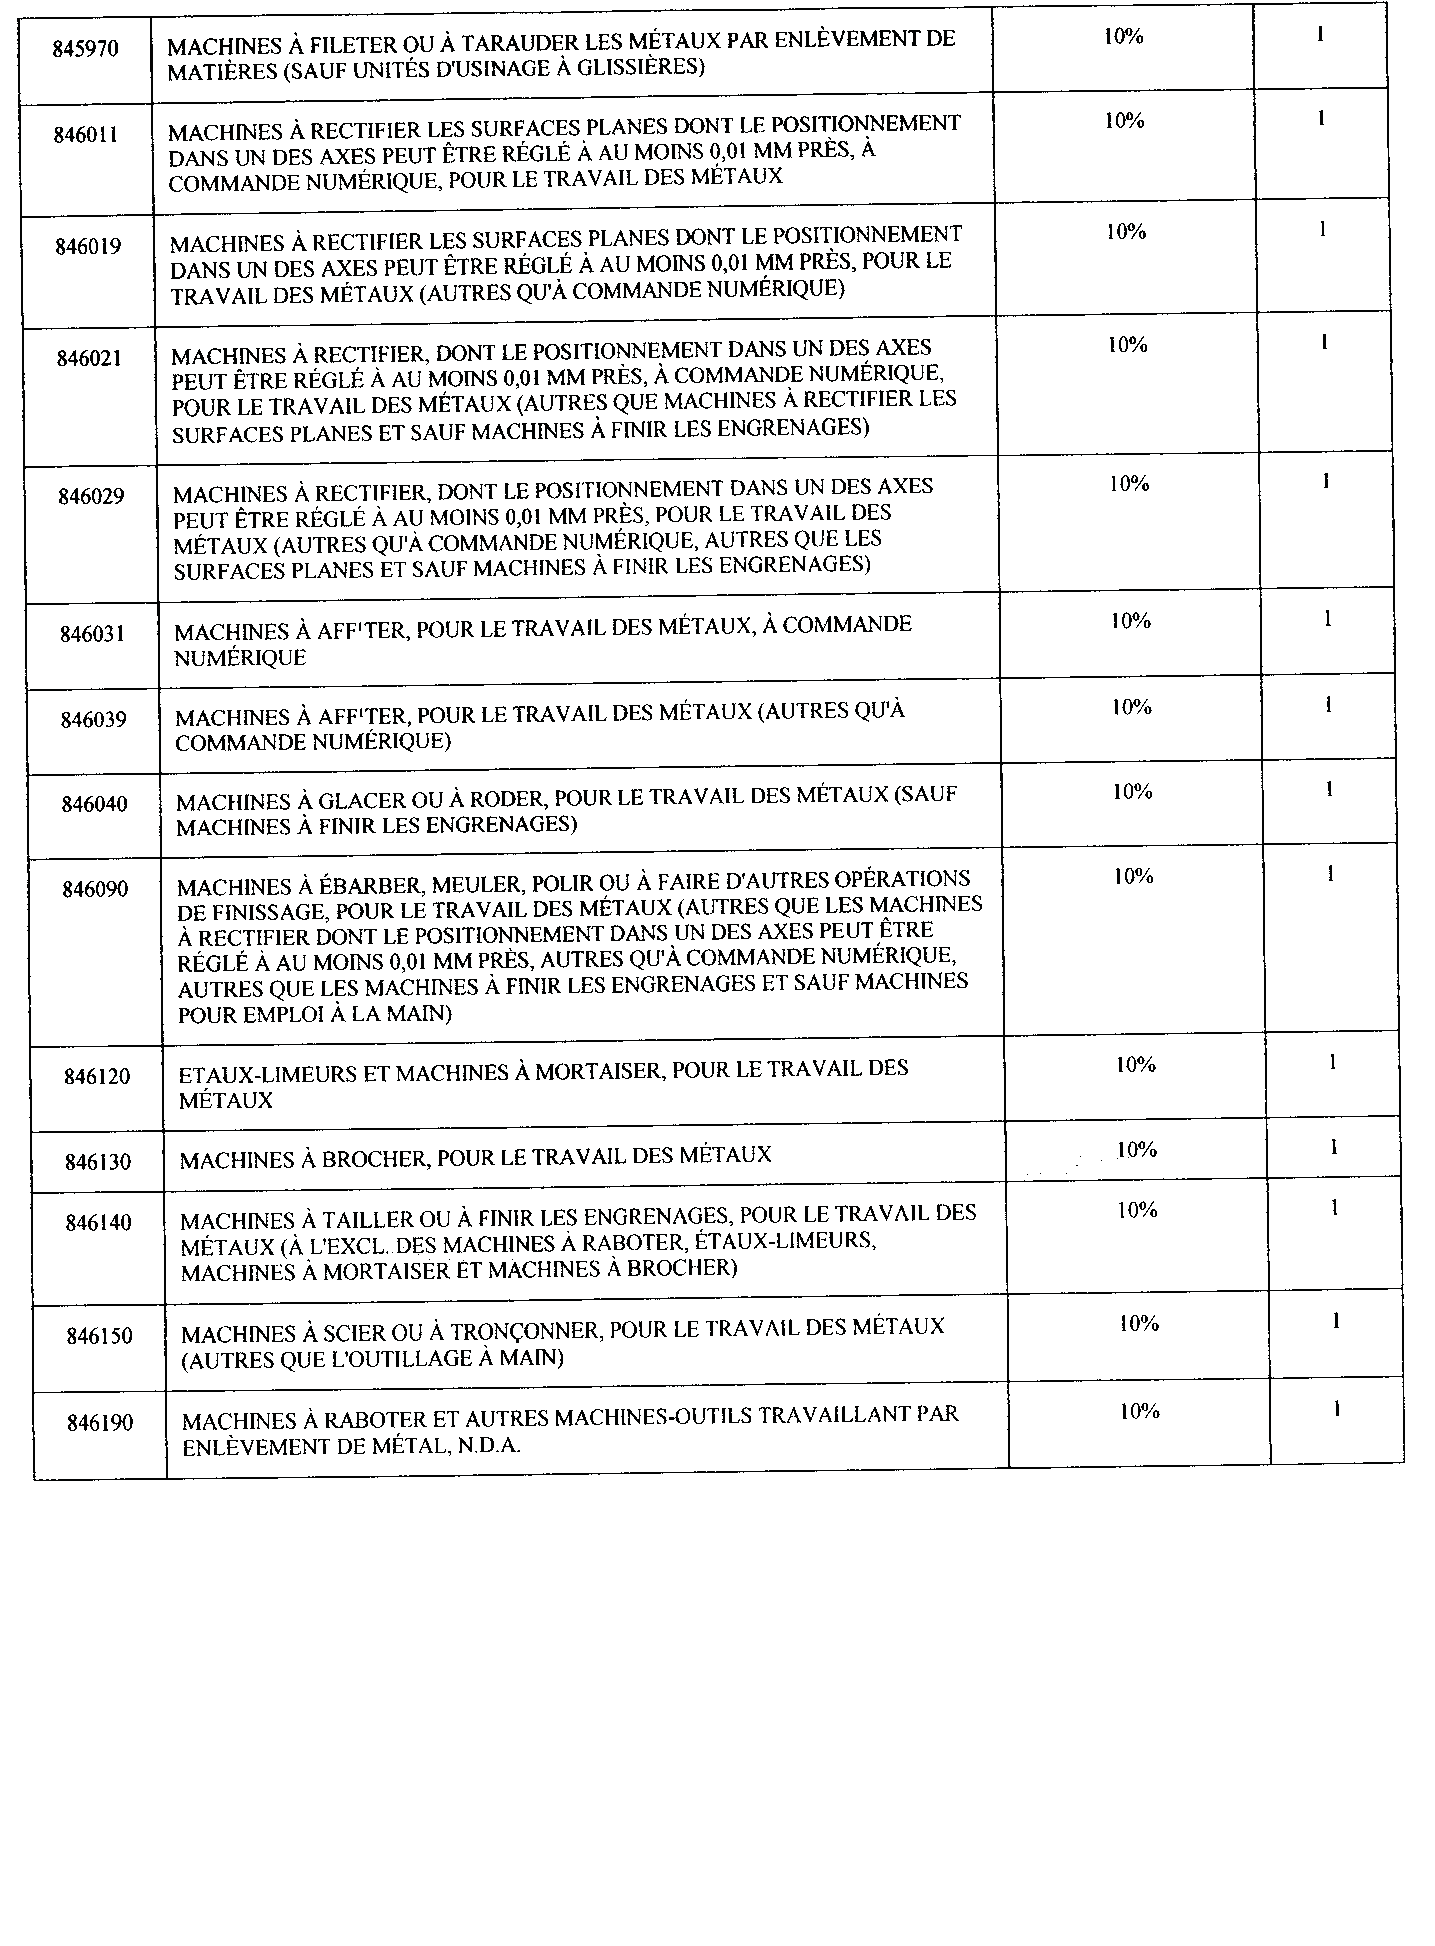 845970 MACHINES À FILETER OU À TARAUDER LES MÉTAUX PAR ENLÈVEMENT DE 10% 1
MATIÈRES (SAUF UNITÉS D'USINAGE À GLISSIÈRES)
846011 MACHINES À RECTIFIER LES SURFACES PLANES DONT LE POSITIONNEMENT 10% 1
DANS UN DES AXES PEUT ÊTRE RÉGLÉ À AU MOINS 0,01 MM PRÈS, À
COMMANDE NUMÉRIQUE, POUR LE TRAVAIL DES MÉTAUX
846019 MACHINES À RECTIFIER LES SURFACES PLANES DONT LE POSITIONNEMENT 10% 1
DANS UN DES AXES PEUT ÊTRE RÉGLÉ À AU MOINS 0,01 MM PRÈS, POUR LE
TRAVAIL DES MÉTAUX (AUTRES QU'À COMMANDE NUMÉRIQUE)
846021 MACHINES À RECTIFIER, DONT LE POSITIONNEMENT DANS UN DES AXES 10% 1
PEUT ÊTRE RÉGLÉ À AU MOINS 0,01 MM PRÈS, À COMMANDE NUMÉRIQUE,
POUR LE TRAVAIL DES MÉTAUX (AUTRES QUE MACHINES À RECTIFIER LES
SURFACES PLANES ET SAUF MACHINES À FINIR LES ENGRENAGES)
846029 MACHINES À RECTIFIER, DONT LE POSITIONNEMENT DANS UN DES AXES 10% 1
PEUT ÊTRE RÉGLÉ À AU MOINS 0,01 MM PRÈS, POUR LE TRAVAIL DES
MÉTAUX (AUTRES QU'À COMMANDE NUMÉRIQUE, AUTRES QUE LES
SURFACES PLANES ET SAUF MACHINES À FINIR LES ENGRENAGES)
846031 MACHINES À AFF'TER, POUR LE TRAVAIL DES MÉTAUX, À COMMANDE 10% 1
NUMÉRIQUE
846039 MACHINES À AFF'TER, POUR LE TRAVAIL DES MÉTAUX (AUTRES QU'À 10% 1
COMMANDE NUMÉRIQUE)
846040 MACHINES À GLACER OU À RODER, POUR LE TRAVAIL DES MÉTAUX (SAUF 10% 1
MACHINES À FINIR LES ENGRENAGES)
846090 MACHINES À ÉBARBER, MEULER, POLIR OU À FAIRE D'AUTRES OPÉRATIONS 10% 1
DE FINISSAGE, POUR LE TRAVAIL DES MÉTAUX (AUTRES QUE LES MACHINES
À RECTIFIER DONT LE POSITIONNEMENT DANS UN DES AXES PEUT ÊTRE
RÉGLÉ À AU MOINS 0,01 MM PRÈS, AUTRES QU'À COMMANDE NUMÉRIQUE,
AUTRES QUE LES MACHINES À FINIR LES ENGRENAGES ET SAUF MACHINES
POUR EMPLOI À LA MAIN)
846120 ETAUX-LIMEURS ET MACHINES À MORTAISER, POUR LE TRAVAIL DES 10% 1
MÉTAUX
846130 MACHINES À BROCHER, POUR LE TRAVAIL DES MÉTAUX 10% 1
846140 MACHINES À TAILLER OU À FINIR LES ENGRENAGES, POUR LE TRAVAIL DES 10% 1
MÉTAUX (À L'EXCL. DES MACHINES À RABOTER, ÉTAUX-LIMEURS,
MACHINES À MORTAISER ET MACHINES À BROCHER)
846150 MACHINES À SCIER OU À TRONÇONNER, POUR LE TRAVAIL DES MÉTAUX 10% 1
(AUTRES QUE L'OUTILLAGE À MAIN)
846190 MACHINES À RABOTER ET AUTRES MACHINES-OUTILS TRAVAILLANT PAR 10% 1
ENLÈVEMENT DE MÉTAL, N.D.A.